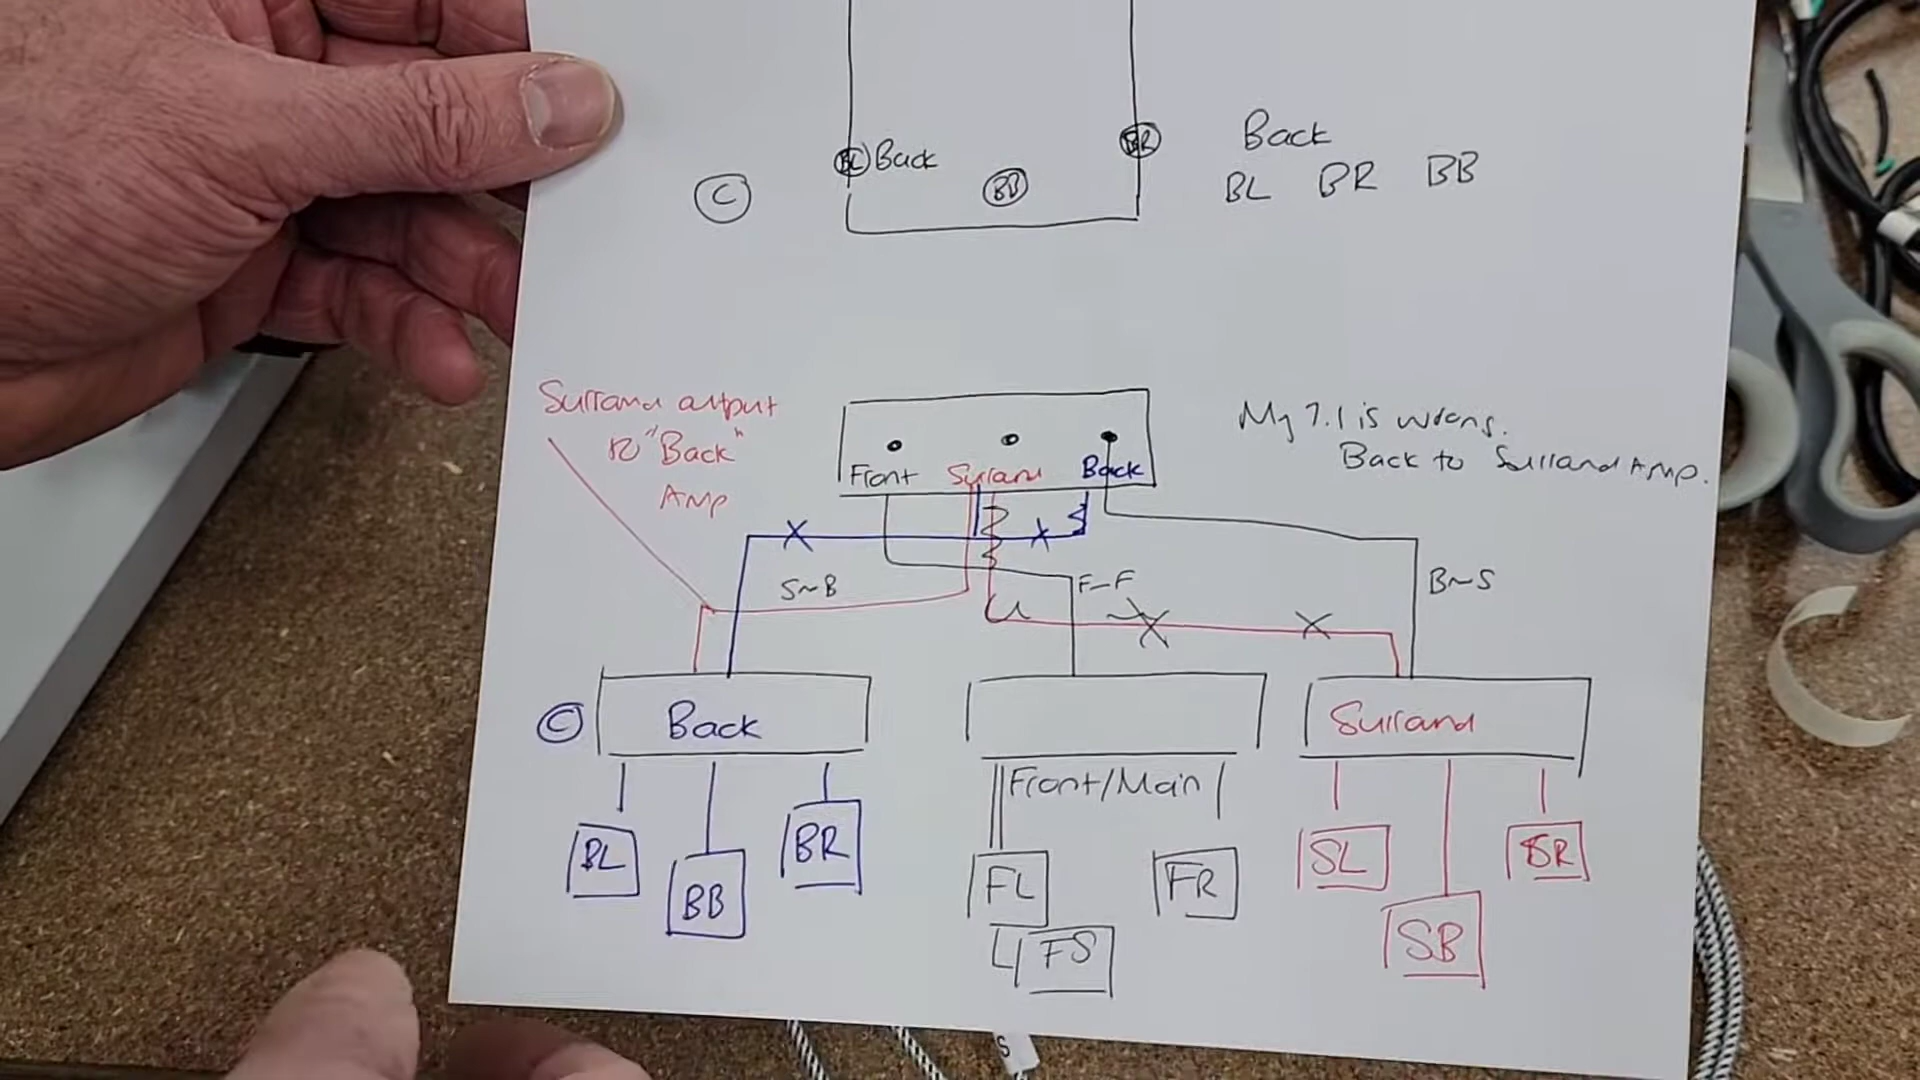 BL Back
BR
Back
C
BB
BL BR BB
Surround output
to "Back"
Amp
My 7.1 is wrong.
Back to Surround Amp.
Front Surround Back
S~B
F-F
B~S
C Back
Front/Main
Surround
BL
BB
BR
FL
FR
FS
SL
SB
SR
S